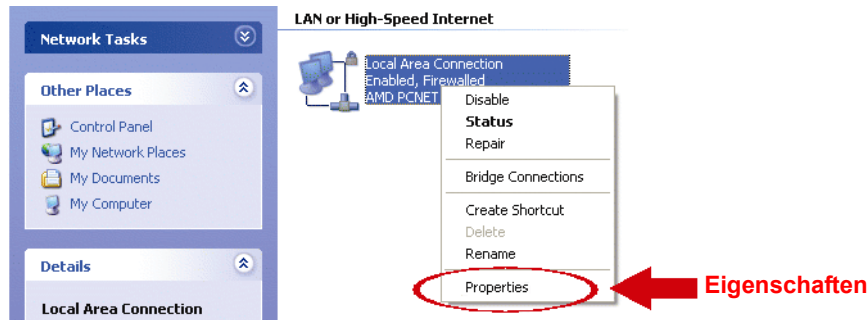 LAN or High-Speed Internet
Network Tasks
Other Places
Control Panel
My Network Places
My Documents
My Computer
Details
Local Area Connection
Local Area Connection
Enabled, Firewalled
AMD PCNET
Disable
Status
Repair
Bridge Connections
Create Shortcut
Delete
Rename
Properties
Eigenschaften